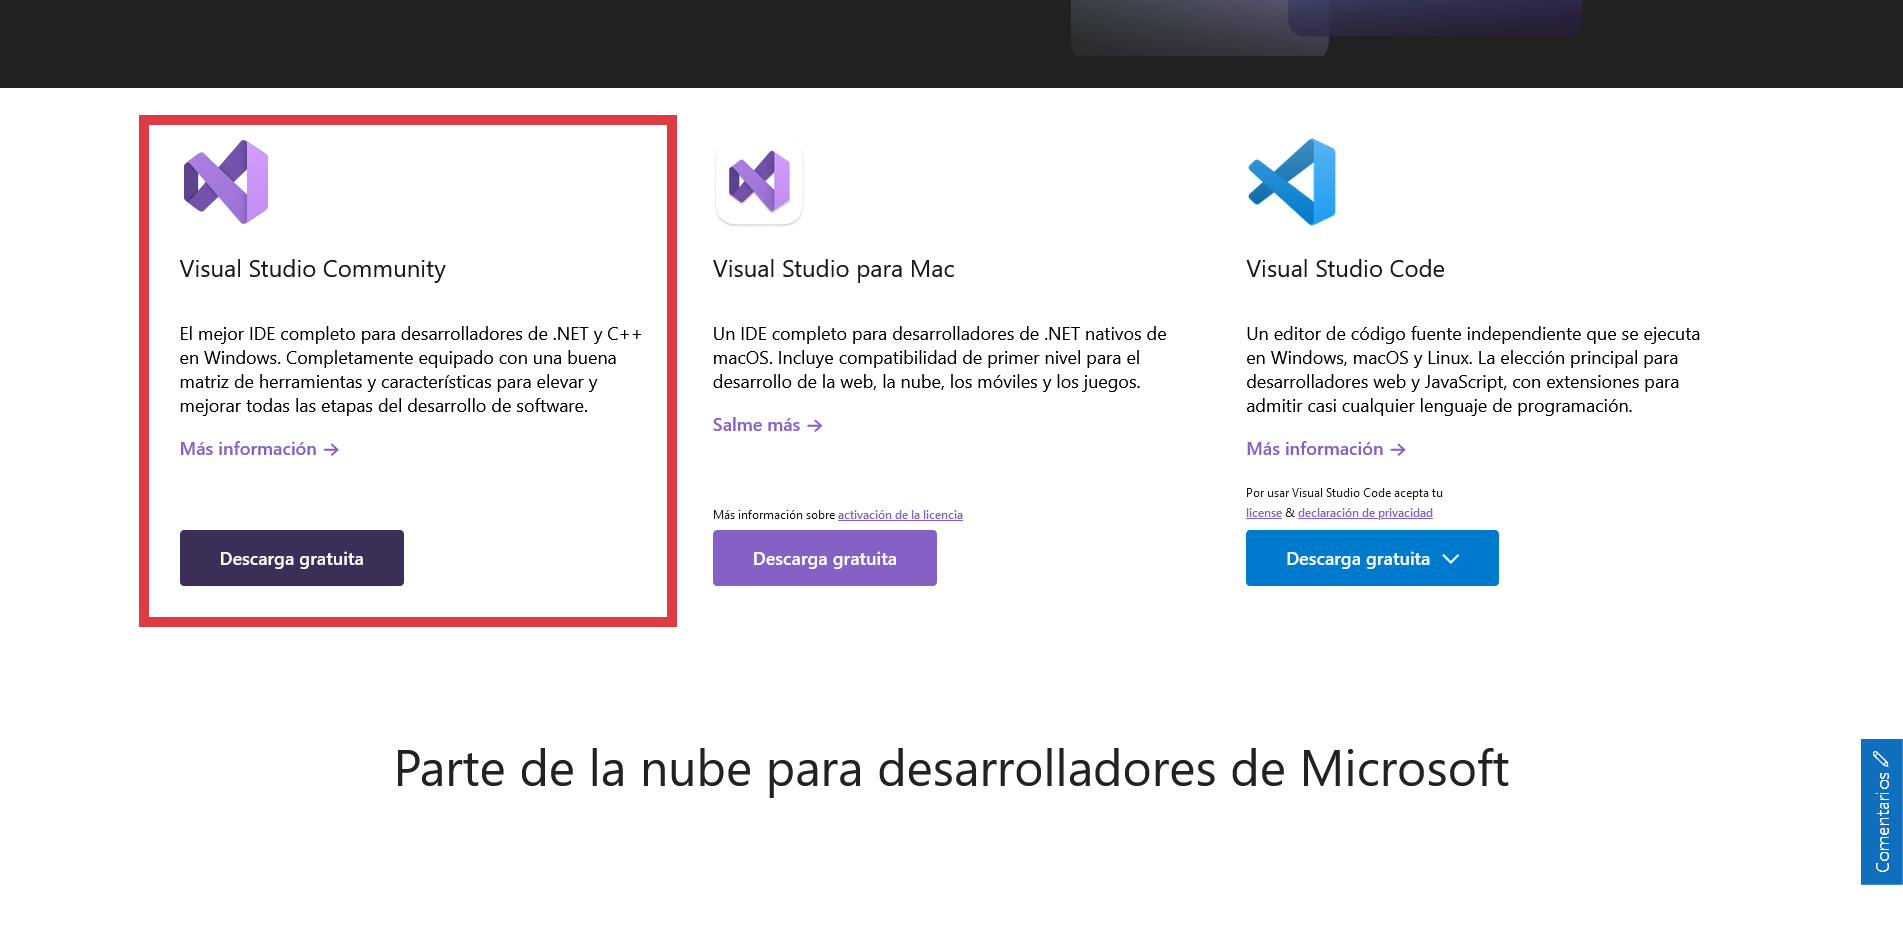 Visual Studio Community
El mejor IDE completo para desarrolladores de .NET y C++
en Windows. Completamente equipado con una buena
matriz de herramientas y características para elevar y
mejorar todas las etapas del desarrollo de software.
Más información →
Descarga gratuita
Visual Studio para Mac
Un IDE completo para desarrolladores de .NET nativos de
macOS. Incluye compatibilidad de primer nivel para el
desarrollo de la web, la nube, los móviles y los juegos.
Salme más →
Más información sobre activación de la licencia
Descarga gratuita
Visual Studio Code
Un editor de código fuente independiente que se ejecuta
en Windows, macOS y Linux. La elección principal para
desarrolladores web y JavaScript, con extensiones para
admitir casi cualquier lenguaje de programación.
Más información →
Por usar Visual Studio Code acepta tu
license & declaración de privacidad
Descarga gratuita
Parte de la nube para desarrolladores de Microsoft
Comentarios